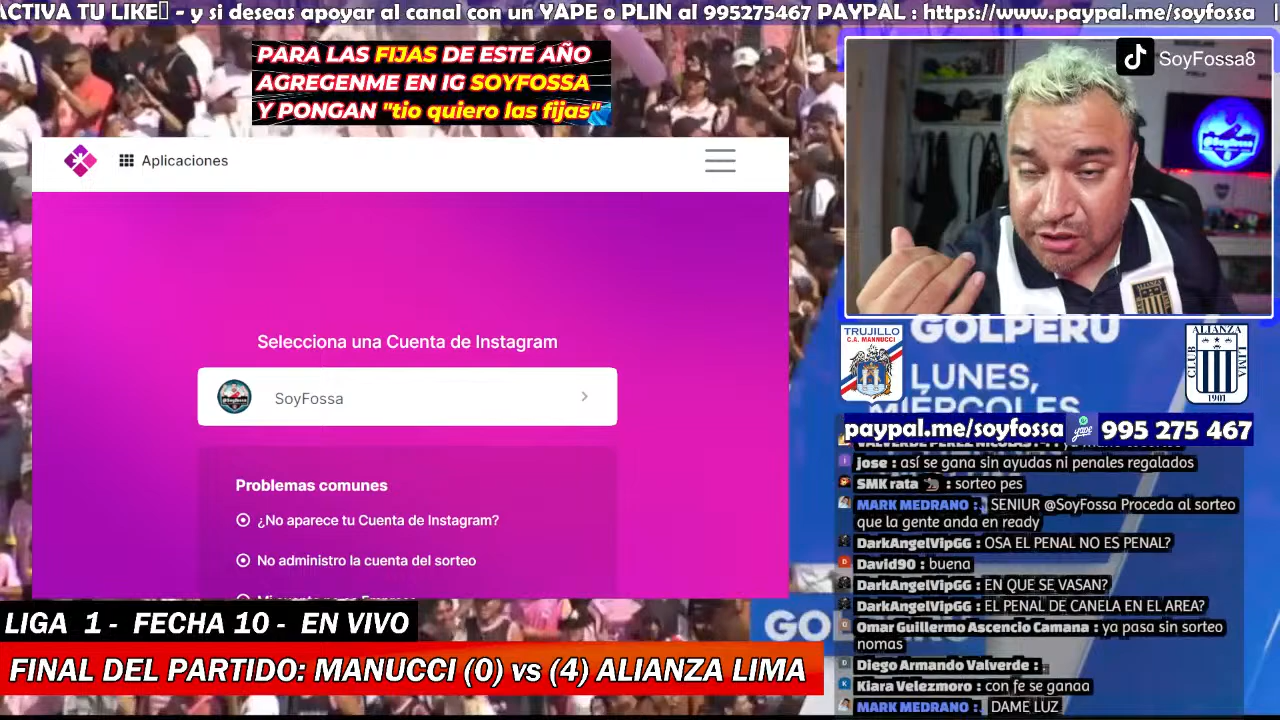 ACTIVA TU LIKE - y si deseas apoyar al canal con un YAPE o PLIN al 995275467 PAYPAL : https://www.paypal.me/soyfossa
PARA LAS FIJAS DE ESTE AÑO
AGREGENME EN IG SOYFOSSA
Y PONGAN "tio quiero las fijas"
SoyFossa8
Aplicaciones
Selecciona una Cuenta de Instagram
SoyFossa
Problemas comunes
¿No aparece tu Cuenta de Instagram?
No administro la cuenta del sorteo
GOLPERU
LUNES,
MIÉRCOLES
TRUJILLO
C.A. MANNUCCI
ALIANZA
CLUB
LIMA
1901
paypal.me/soyfossa yape 995 275 467
jose : así se gana sin ayudas ni penales regalados
SMK rata 🐀 : sorteo pes
MARK MEDRANO : SENIUR @SoyFossa Proceda al sorteo
que la gente anda en ready
DarkAngelVipGG : OSA EL PENAL NO ES PENAL?
David90 : buena
DarkAngelVipGG : EN QUE SE VASAN?
DarkAngelVipGG : EL PENAL DE CANELA EN EL AREA?
Omar Guillermo Ascencio Camana : ya pasa sin sorteo
nomas
Diego Armando Valverde : .
Kiara Velezmoro : con fe se ganaa
MARK MEDRANO : DAME LUZ
GO
LIGA 1 - FECHA 10 - EN VIVO
FINAL DEL PARTIDO: MANUCCI (0) vs (4) ALIANZA LIMA